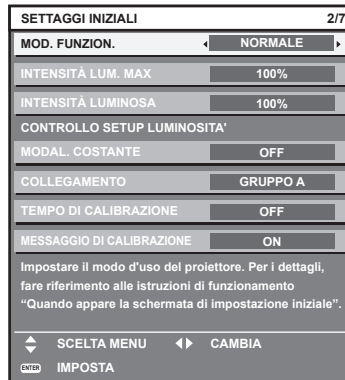 SETTAGGI INIZIALI 2/7
MOD. FUNZION. NORMALE
INTENSITÀ LUM. MAX 100%
INTENSITÀ LUMINOSA 100%
CONTROLLO SETUP LUMINOSITA'
MODAL. COSTANTE OFF
COLLEGAMENTO GRUPPO A
TEMPO DI CALIBRAZIONE OFF
MESSAGGIO DI CALIBRAZIONE ON
Impostare il modo d'uso del proiettore. Per i dettagli,
fare riferimento alle istruzioni di funzionamento
“Quando appare la schermata di impostazione iniziale”.
SCELTA MENU CAMBIA
ENTER IMPOSTA